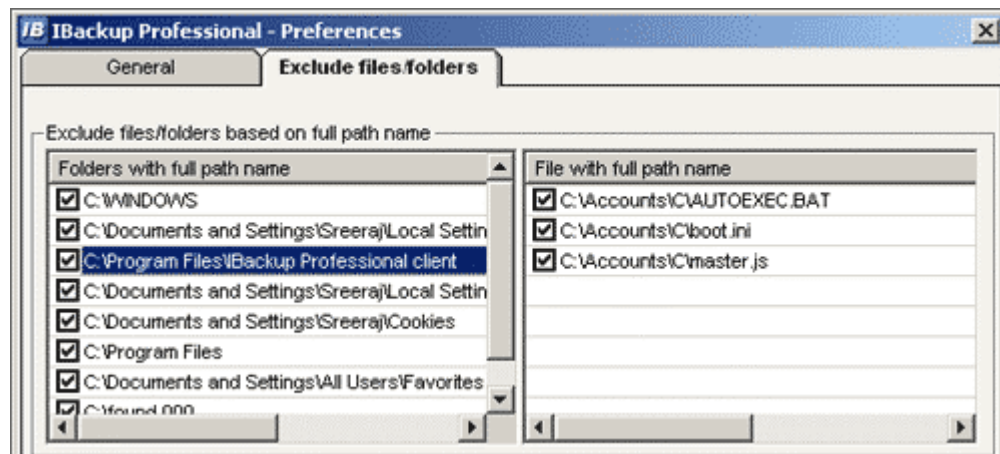 IB IBackup Professional - Preferences
General
Exclude files/folders
Exclude files/folders based on full path name
Folders with full path name
C:\WINDOWS
C:\Documents and Settings\Sreeraj\Local Settin
C:\Program Files\IBackup Professional client
C:\Documents and Settings\Sreeraj\Local Settin
C:\Documents and Settings\Sreeraj\Cookies
C:\Program Files
C:\Documents and Settings\All Users\Favorites
C:\found.000
File with full path name
C:\Accounts\C\AUTOEXEC.BAT
C:\Accounts\C\boot.ini
C:\Accounts\C\master.js